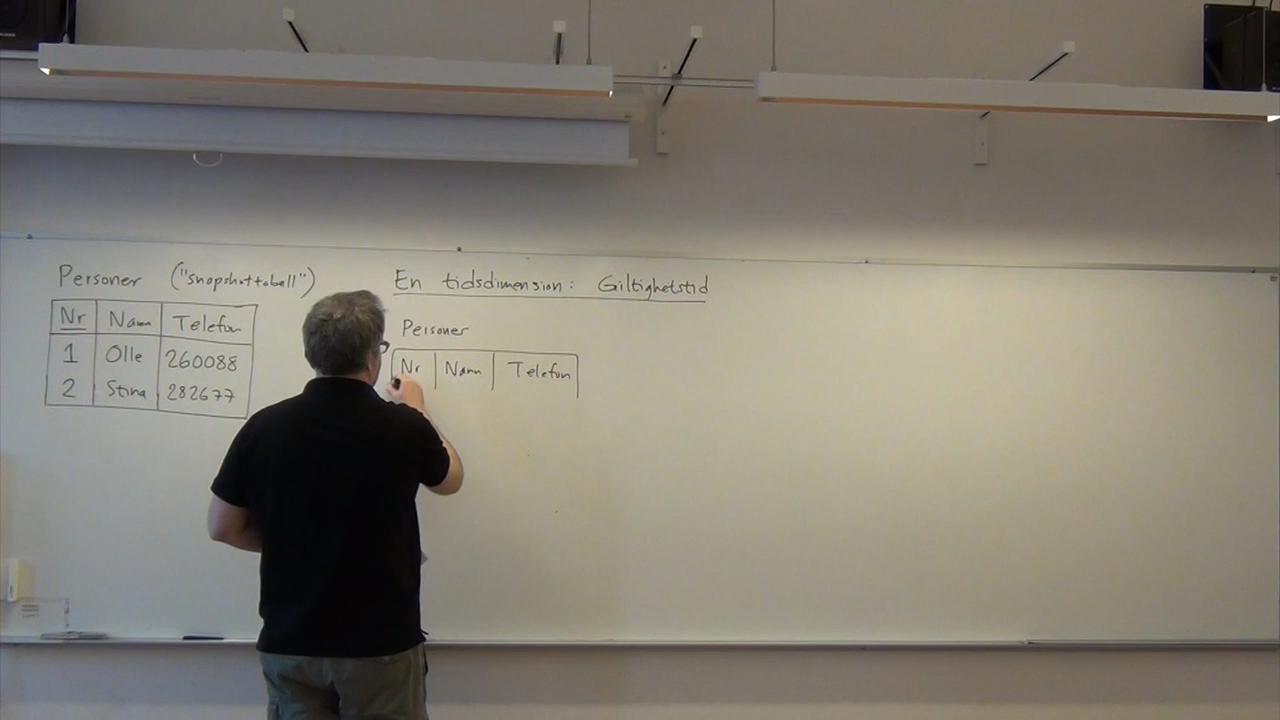 Personer ("snapshottabell")
Nr Namn Telefon
1 Olle 260088
2 Stina 282677
En tidsdimension: Giltighetstid
Personer
Nr Namn Telefon